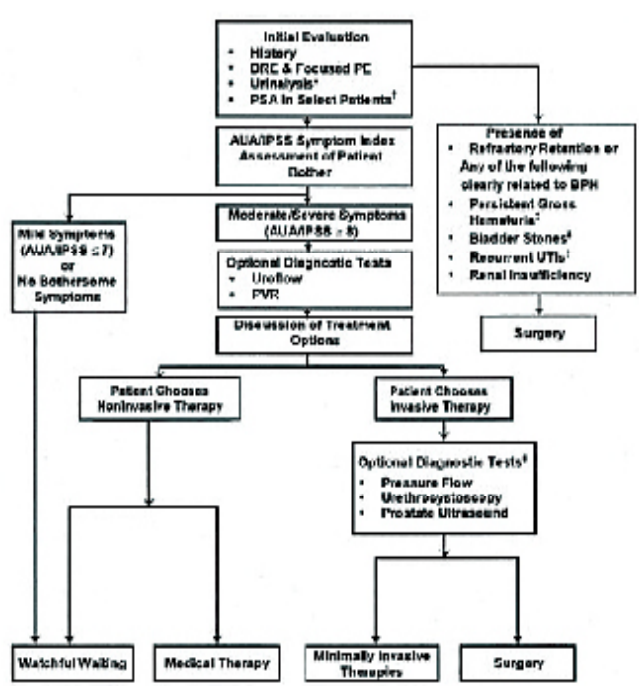 Initial Evaluation
• History
• DRE & Focused PE
• Urinalysis*
• PSA in Select Patients†
AUA/IPSS Symptom Index
Assessment of Patient
Bother
Presence of
• Refractory Retention or
Any of the following
clearly related to BPH
• Persistent Gross
Hematuria‡
• Bladder Stones‡
• Recurrent UTIs‡
• Renal Insufficiency
Surgery
Mild Symptoms
(AUA/IPSS ≤7)
or
No Bothersome
Symptoms
Moderate/Severe Symptoms
(AUA/IPSS ≥ 8)
Optional Diagnostic Tests
• Uroflow
• PVR
Discussion of Treatment
Options
Patient Chooses
Noninvasive Therapy
Patient Chooses
Invasive Therapy
Optional Diagnostic Tests‡
• Pressure Flow
• Urethrocystoscopy
• Prostate Ultrasound
Watchful Waiting
Medical Therapy
Minimally Invasive
Therapies
Surgery